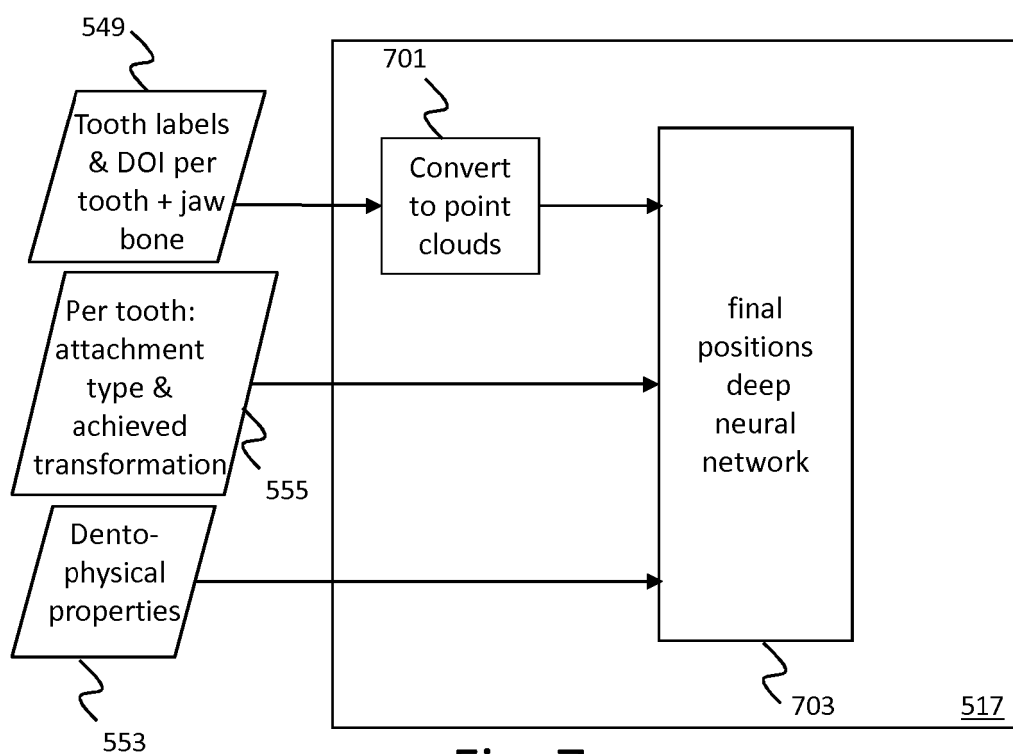 549
Tooth labels
& DOI per
tooth + jaw
bone
701
Convert
to point
clouds
Per tooth:
attachment
type &
achieved
transformation
555
Dento-
physical
properties
553
final
positions
deep
neural
network
703
517